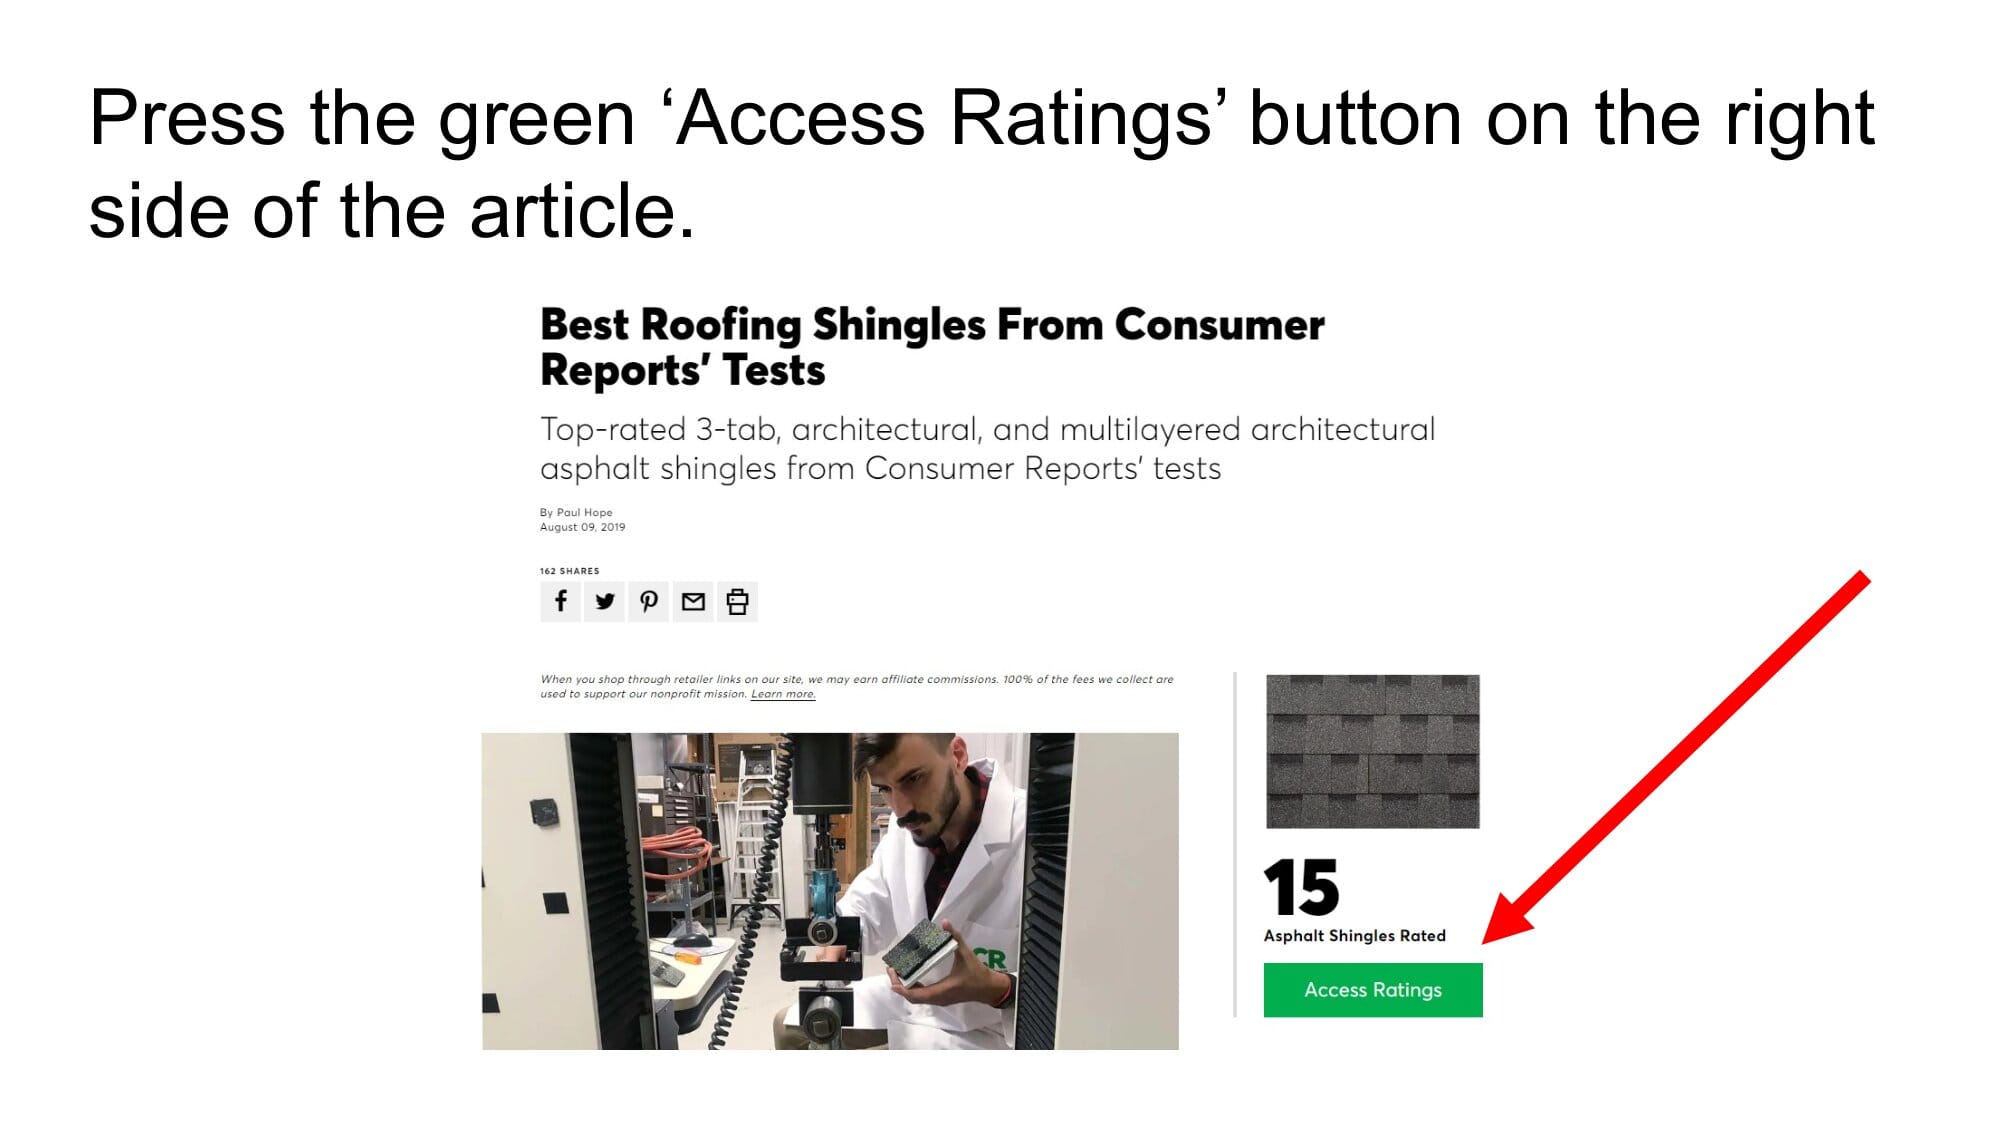 Press the green ‘Access Ratings’ button on the right
side of the article.
Best Roofing Shingles From Consumer
Reports’ Tests
Top-rated 3-tab, architectural, and multilayered architectural
asphalt shingles from Consumer Reports’ tests
By Paul Hope
August 09, 2019
162 SHARES
When you shop through retailer links on our site, we may earn affiliate commissions. 100% of the fees we collect are
used to support our nonprofit mission. Learn more.
CR
15
Asphalt Shingles Rated
Access Ratings